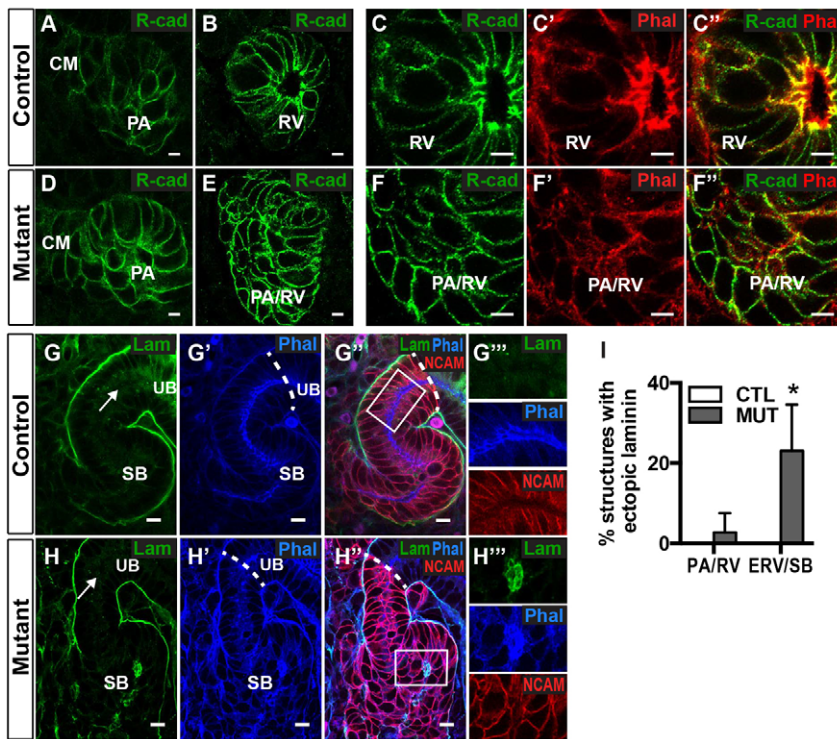 A R-cad
CM
PA
B R-cad
RV
C R-cad
RV
C' Phal
RV
C'' R-cad Pha
Control
D R-cad
CM
PA
E R-cad
PA/RV
F R-cad
PA/RV
F' Phal
PA/RV
F'' R-cad Pha
PA/RV
Mutant
G Lam
UB
SB
G' Phal
UB
SB
G'' Lam Phal
NCAM
G''' Lam
Phal
NCAM
Control
H Lam
UB
SB
H' Phal
UB
SB
H'' Lam Phal
NCAM
H''' Lam
Phal
NCAM
Mutant
I
% structures with
ectopic laminin
40
20
0
CTL
MUT
*
PA/RV ERV/SB